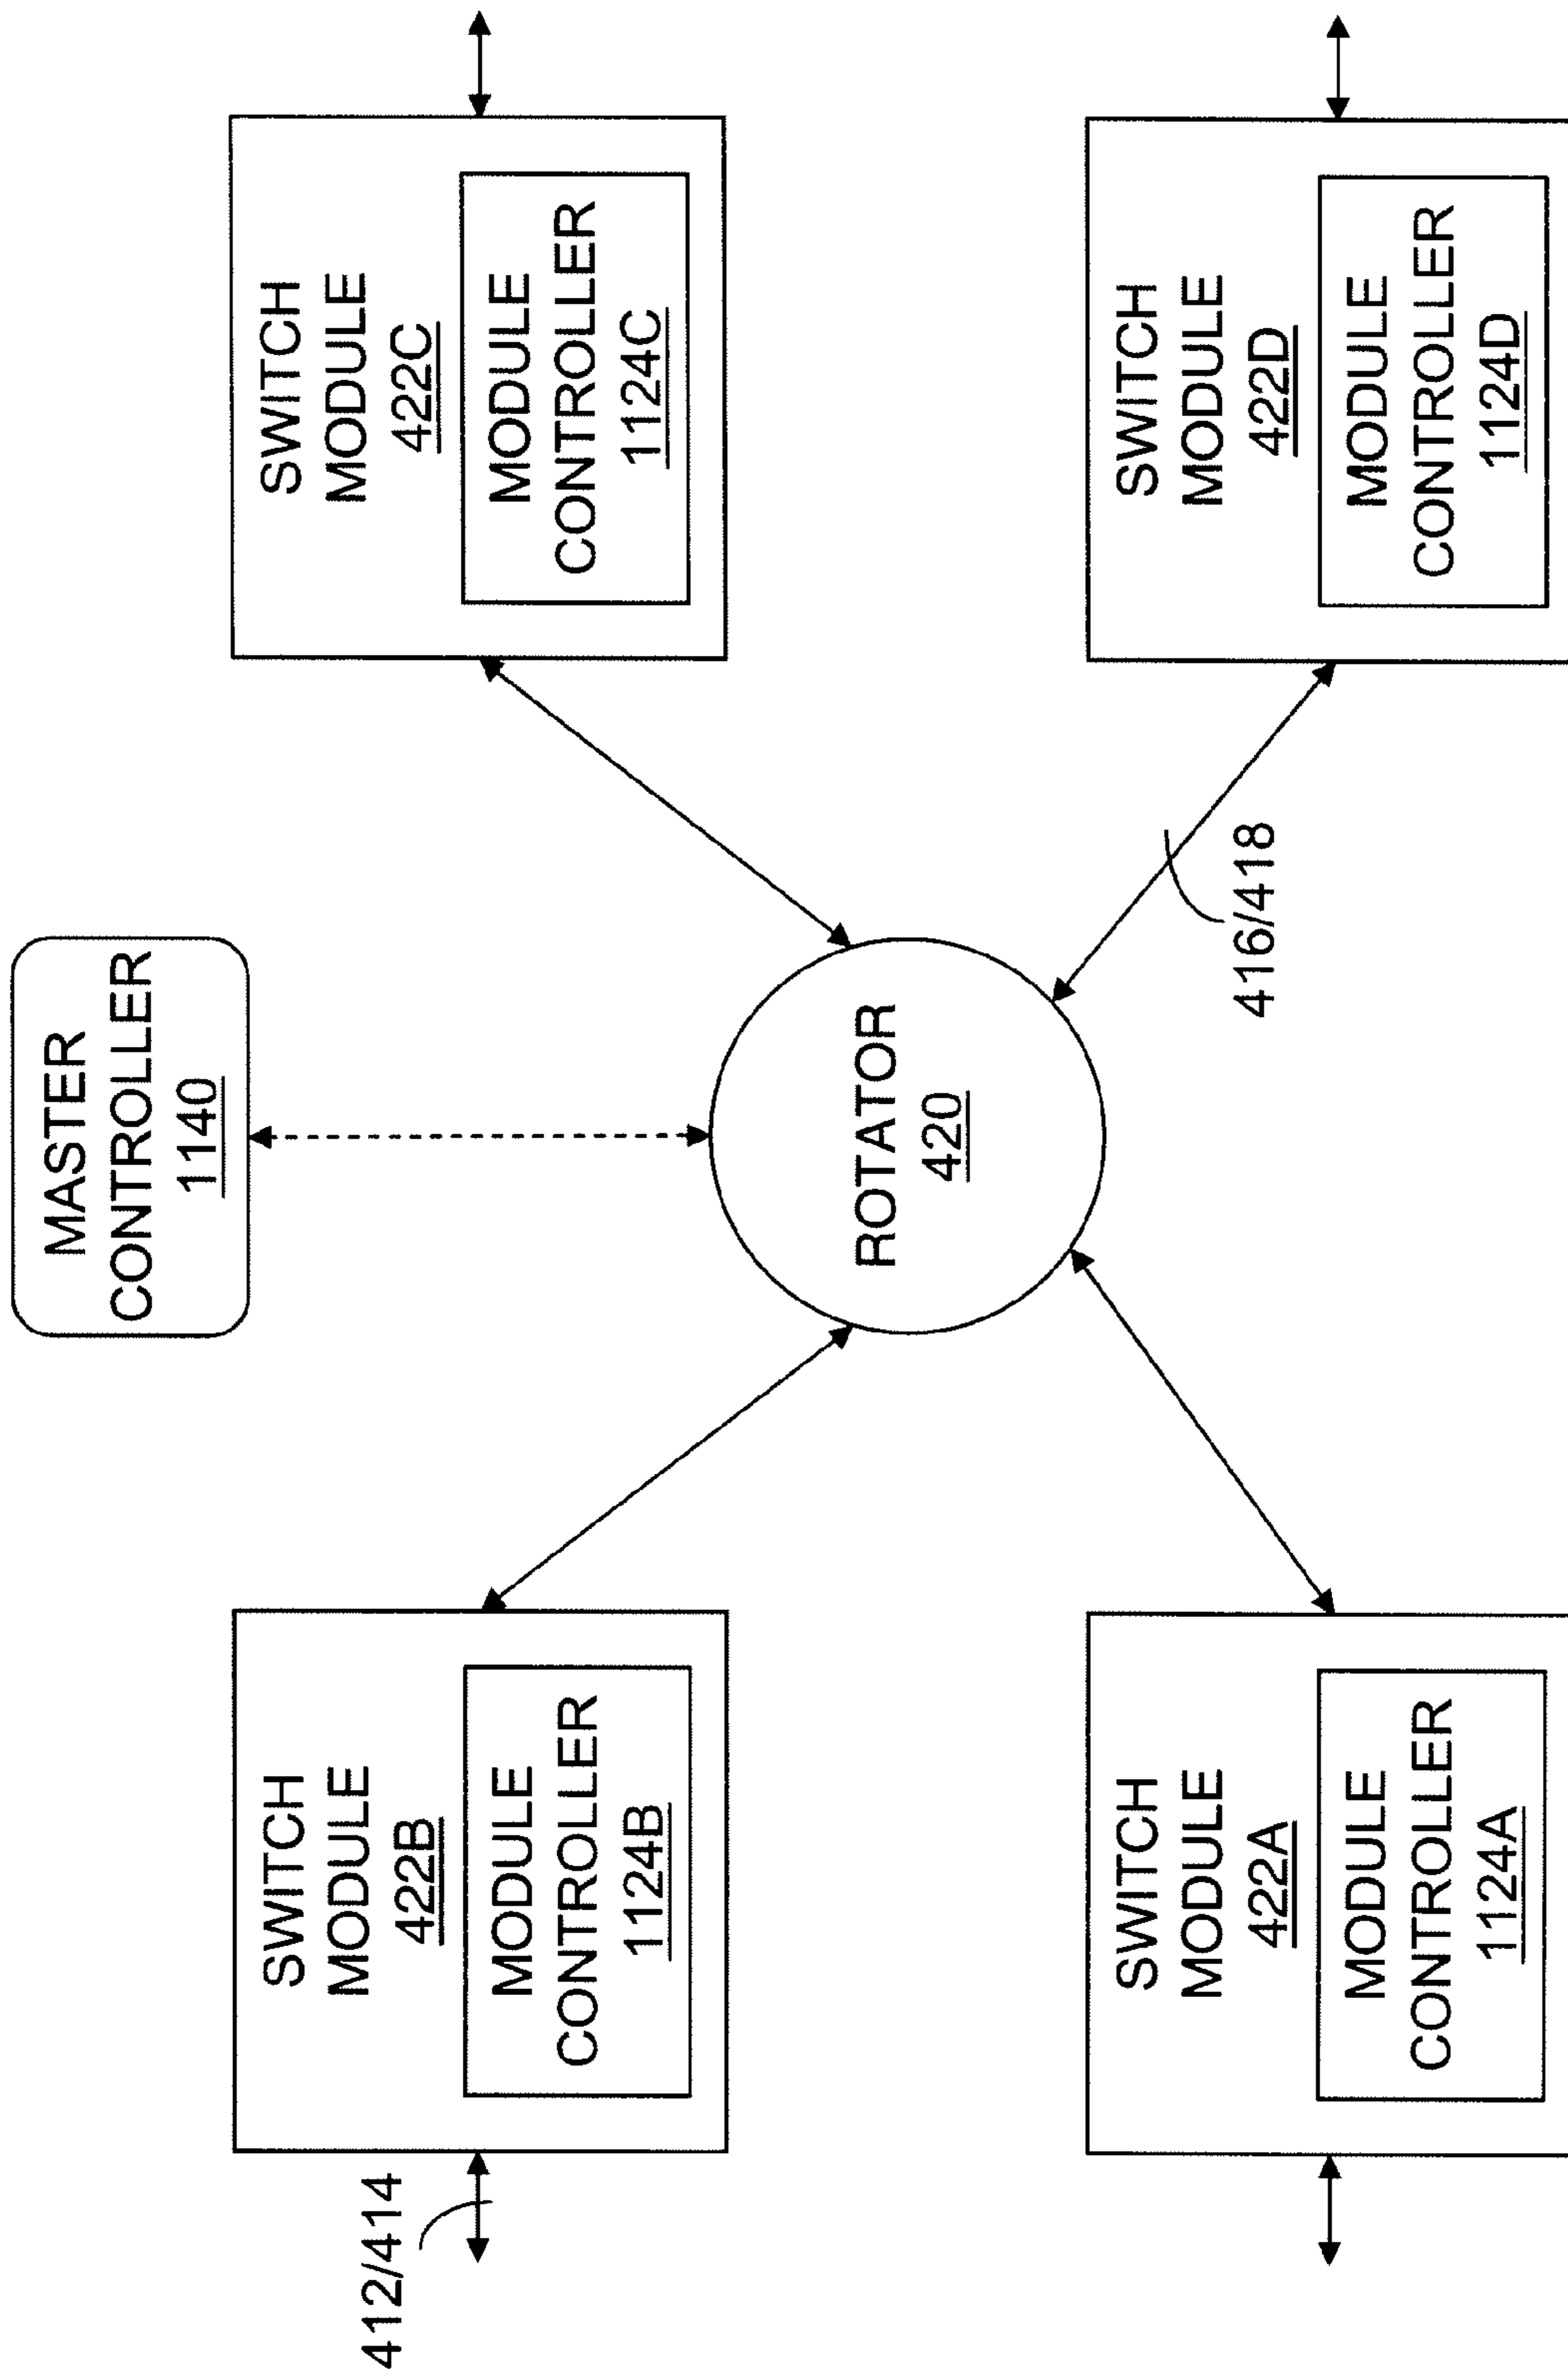 MASTER
CONTROLLER
1140
412/414
SWITCH
MODULE
422B
MODULE
CONTROLLER
1124B
SWITCH
MODULE
422C
MODULE
CONTROLLER
1124C
ROTATOR
420
416/418
SWITCH
MODULE
422A
MODULE
CONTROLLER
1124A
SWITCH
MODULE
422D
MODULE
CONTROLLER
1124D